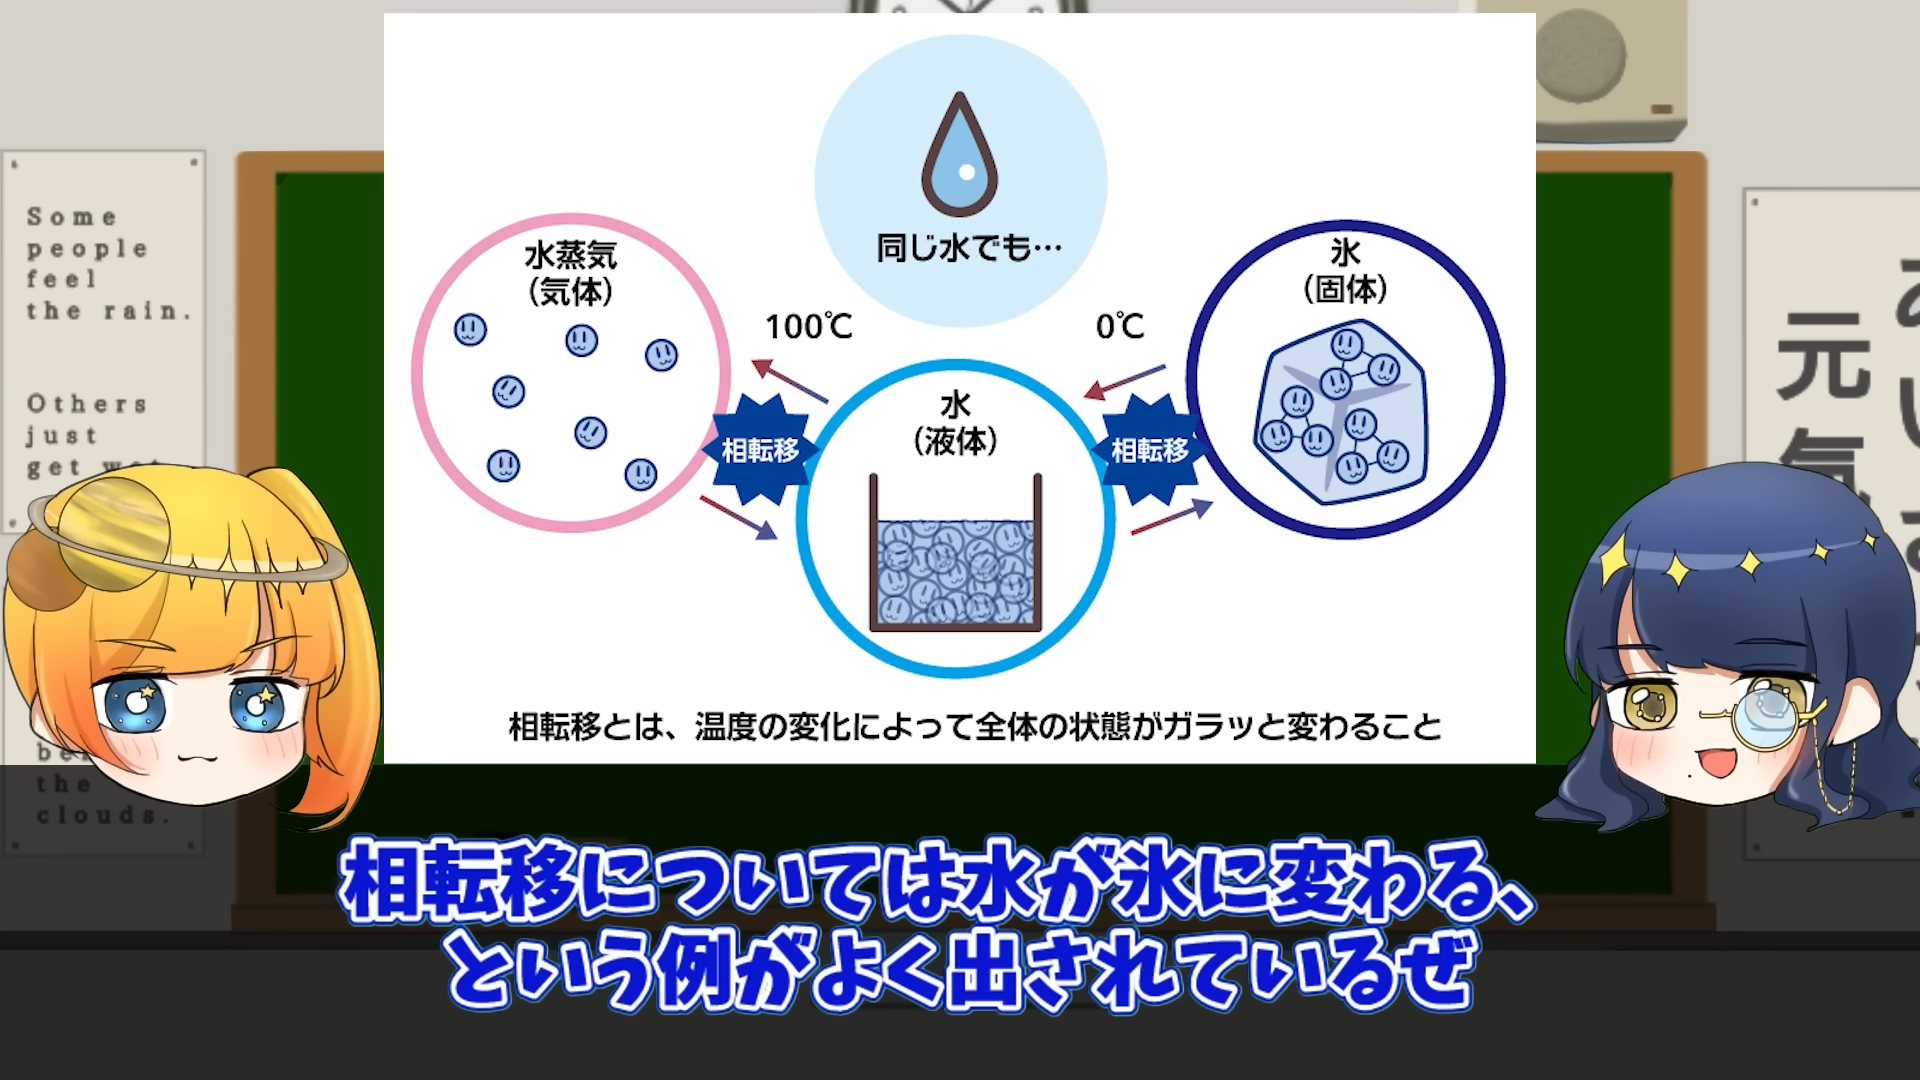 Some
people
feel
the rain.
Others
just
get wet
the
clouds.
同じ水でも…
水蒸気
(気体)
100℃
0℃
氷
(固体)
相転移
水
(液体)
相転移
相転移とは、温度の変化によって全体の状態がガラッと変わること
元気
相転移については水が氷に変わる、
という例がよく出されているぜ